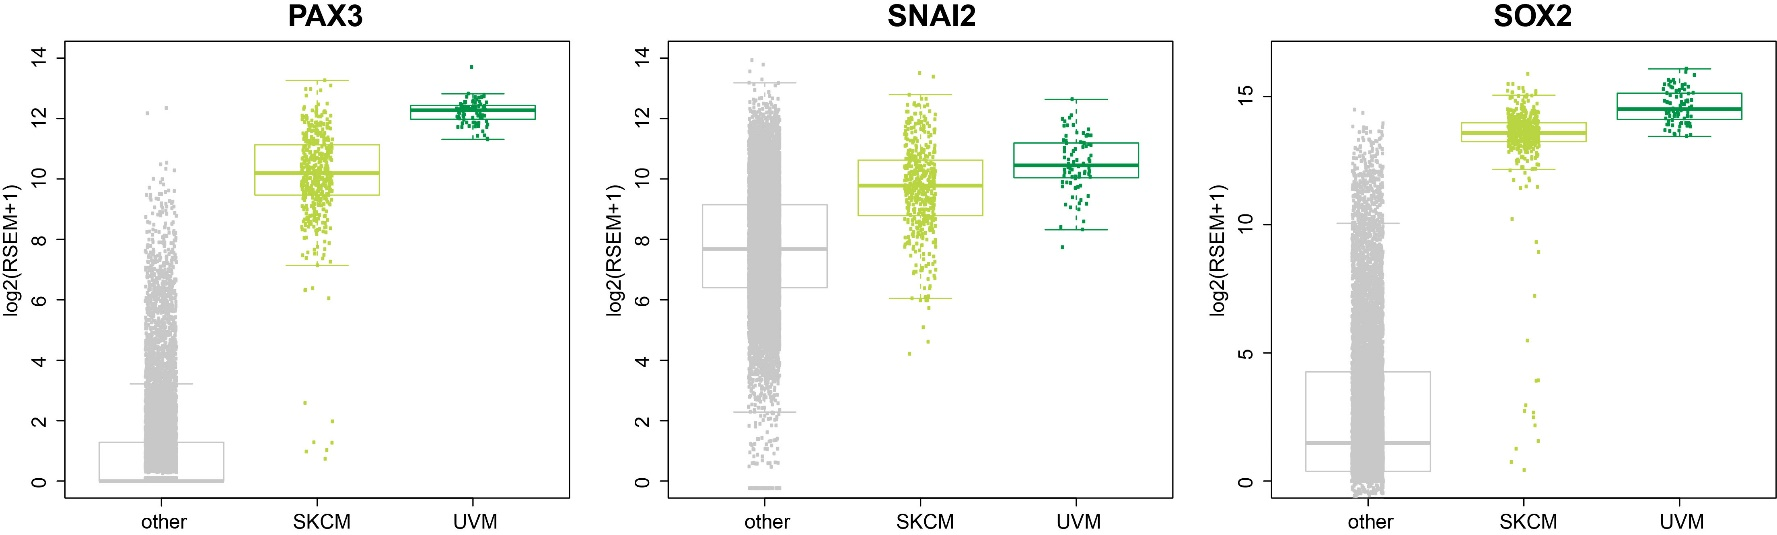 PAX3
log2(RSEM+1)
14
12
10
8
6
4
2
0
other SKCM UVM
SNAI2
log2(RSEM+1)
14
12
10
8
6
4
2
0
other SKCM UVM
SOX2
log2(RSEM+1)
15
10
5
0
other SKCM UVM